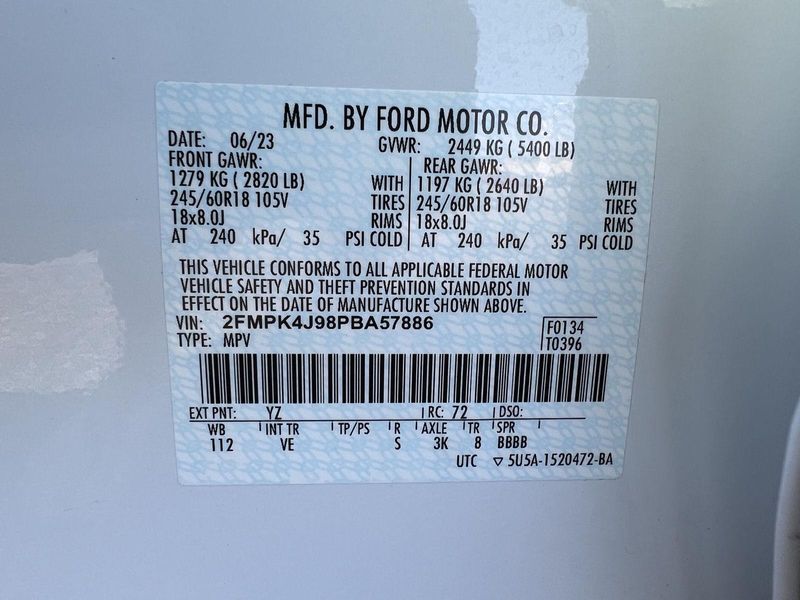 MFD. BY FORD MOTOR CO.
DATE: 06/23 GVWR: 2449 KG ( 5400 LB)
FRONT GAWR: REAR GAWR:
1279 KG ( 2820 LB) WITH 1197 KG ( 2640 LB) WITH
245/60R18 105V TIRES 245/60R18 105V TIRES
18x8.0J RIMS 18x8.0J RIMS
AT 240 kPa/ 35 PSI COLD AT 240 kPa/ 35 PSI COLD
THIS VEHICLE CONFORMS TO ALL APPLICABLE FEDERAL MOTOR
VEHICLE SAFETY AND THEFT PREVENTION STANDARDS IN
EFFECT ON THE DATE OF MANUFACTURE SHOWN ABOVE.
VIN: 2FMPK4J98PBA57886 F0134
TYPE: MPV T0396
EXT PNT: YZ RC: 72 DSO:
WB INT TR TP/PS R AXLE TR SPR
112 VE S 3K 8 BBBB
UTC ▽ 5U5A-1520472-BA